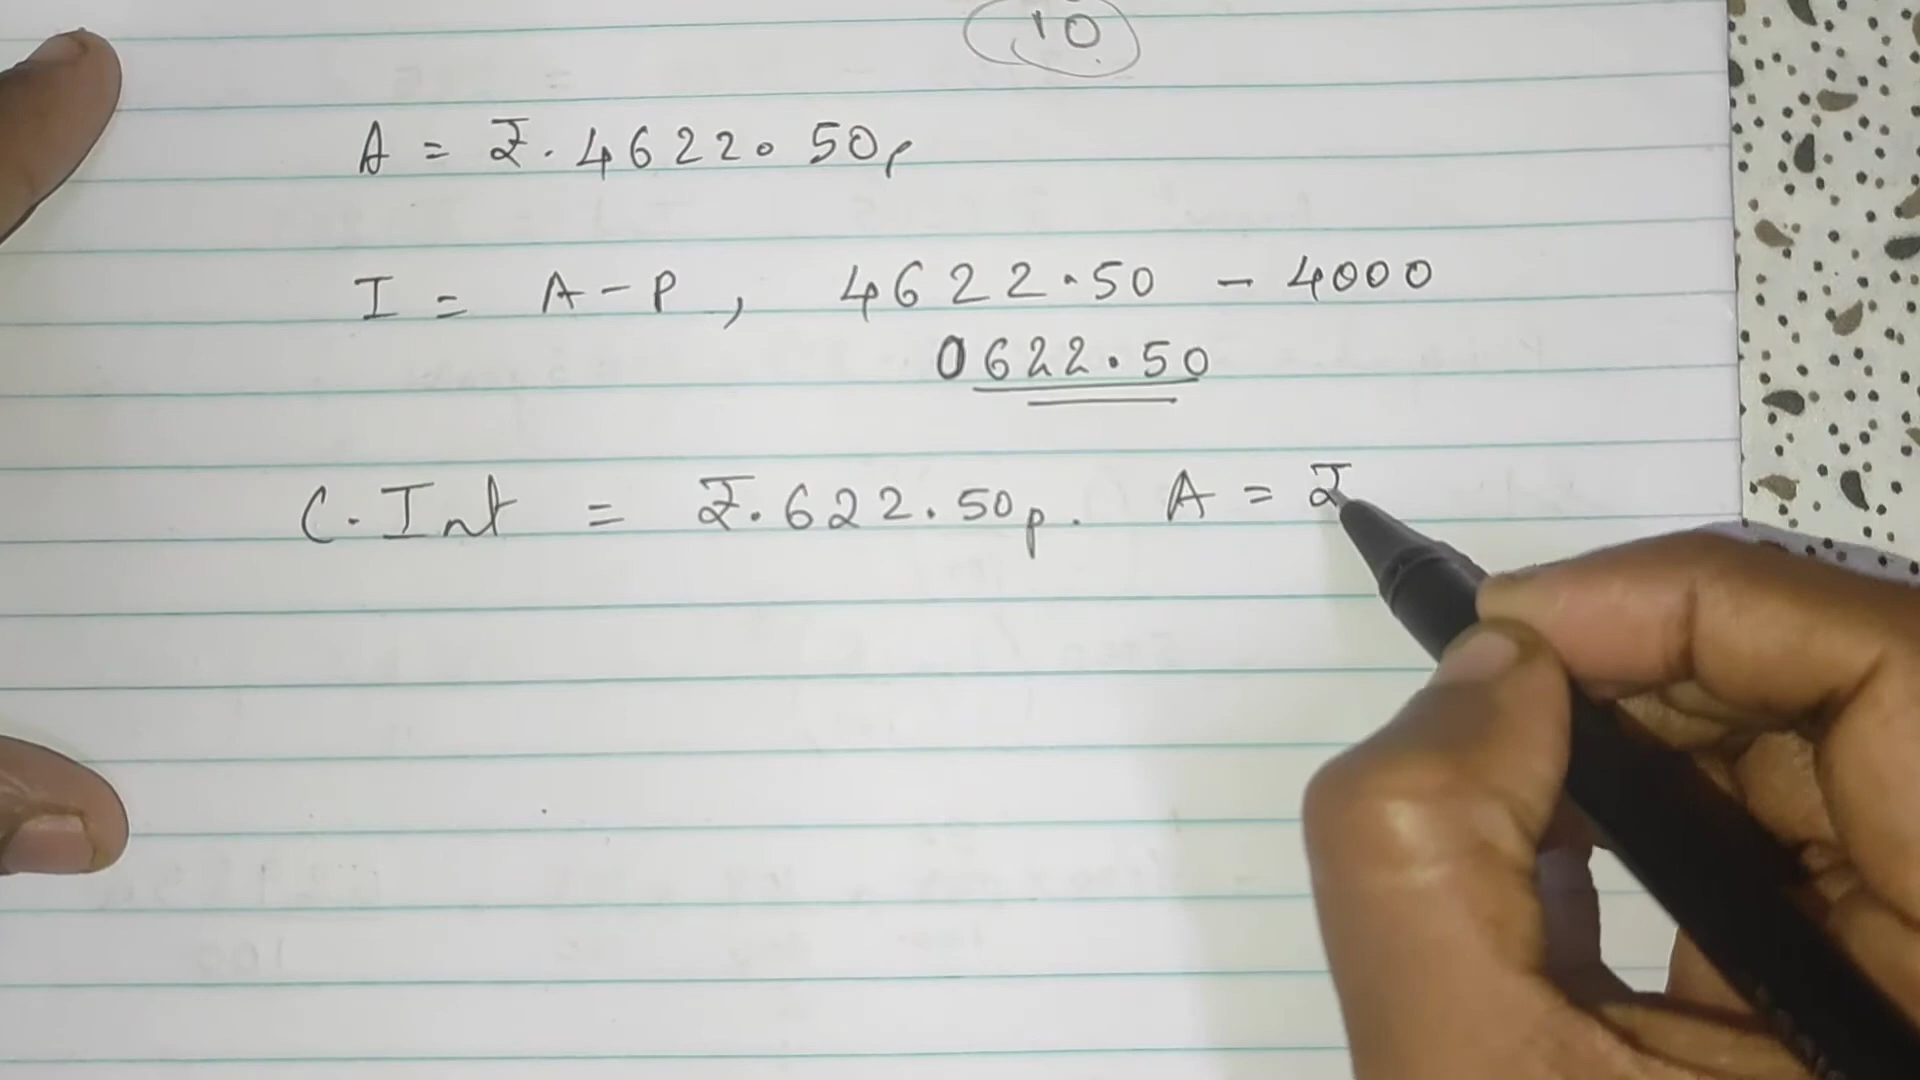 10
A = ₹. 4622. 50p
I = A - P, 4622.50 - 4000
0622.50
C. Int = ₹.622.50p. A = ₹